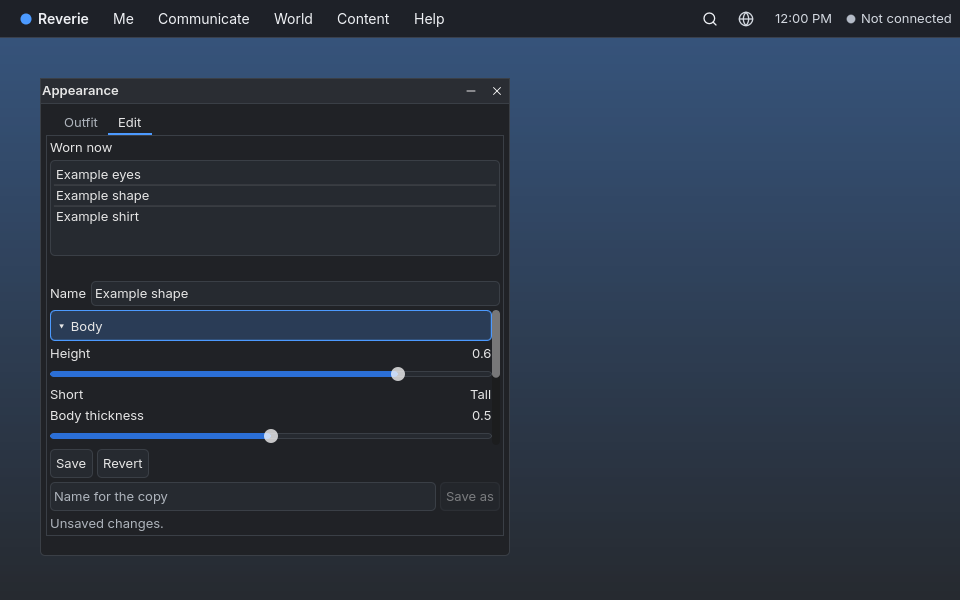 Reverie Me Communicate World Content Help 12:00 PM Not connected
Appearance
Outfit Edit
Worn now
Example eyes
Example shape
Example shirt
Name Example shape
Body
Height 0.6
Short Tall
Body thickness 0.5
Save Revert
Name for the copy Save as
Unsaved changes.